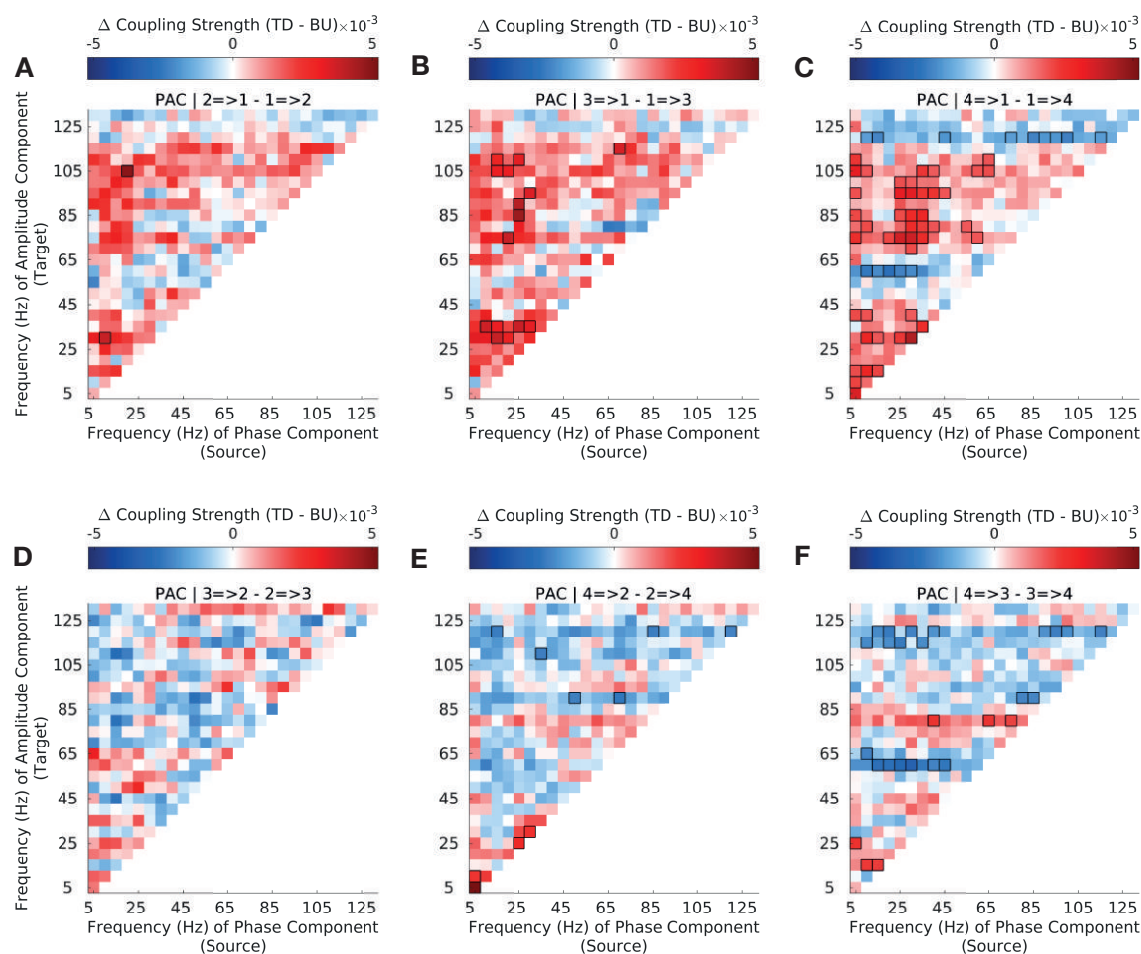 Δ Coupling Strength (TD - BU)×10⁻³
-5 0 5
A
PAC | 2=>1 - 1=>2
Frequency (Hz) of Amplitude Component
(Target)
125
105
85
65
45
25
5
5 25 45 65 85 105 125
Frequency (Hz) of Phase Component
(Source)
Δ Coupling Strength (TD - BU)×10⁻³
-5 0 5
B
PAC | 3=>1 - 1=>3
125
105
85
65
45
25
5
5 25 45 65 85 105 125
Frequency (Hz) of Phase Component
(Source)
Δ Coupling Strength (TD - BU)×10⁻³
-5 0 5
C
PAC | 4=>1 - 1=>4
125
105
85
65
45
25
5
5 25 45 65 85 105 125
Frequency (Hz) of Phase Component
(Source)
Δ Coupling Strength (TD - BU)×10⁻³
-5 0 5
D
PAC | 3=>2 - 2=>3
Frequency (Hz) of Amplitude Component
(Target)
125
105
85
65
45
25
5
5 25 45 65 85 105 125
Frequency (Hz) of Phase Component
(Source)
Δ Coupling Strength (TD - BU)×10⁻³
-5 0 5
E
PAC | 4=>2 - 2=>4
125
105
85
65
45
25
5
5 25 45 65 85 105 125
Frequency (Hz) of Phase Component
(Source)
Δ Coupling Strength (TD - BU)×10⁻³
-5 0 5
F
PAC | 4=>3 - 3=>4
125
105
85
65
45
25
5
5 25 45 65 85 105 125
Frequency (Hz) of Phase Component
(Source)